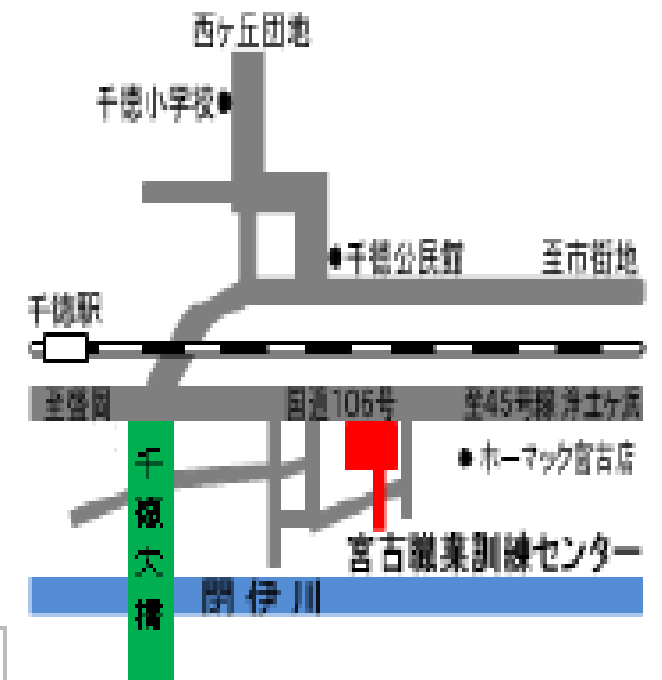 西ケ丘団地
千徳小学校
千徳公民館
至市街地
千徳駅
至盛岡
国道106号
至45号線浄土ヶ浜
千徳大橋
ホーマック宮古店
宮古職業訓練センター
閉伊川